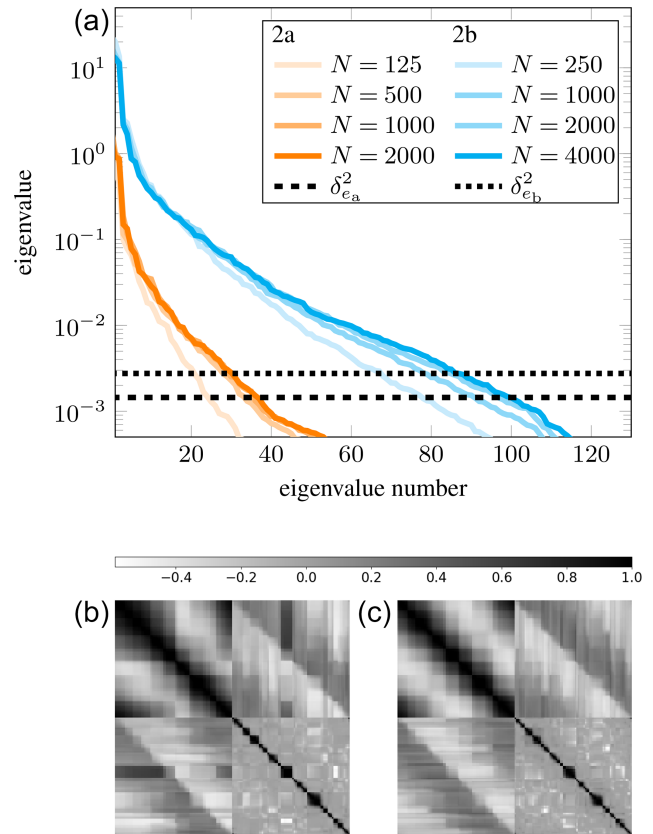 (a)
2a 2b
N = 125 N = 250
N = 500 N = 1000
N = 1000 N = 2000
N = 2000 N = 4000
δ²ₑₐ δ²ₑb
eigenvalue
10¹
10⁰
10⁻¹
10⁻²
10⁻³
20 40 60 80 100 120
eigenvalue number
−0.4 −0.2 0.0 0.2 0.4 0.6 0.8 1.0
(b) (c)